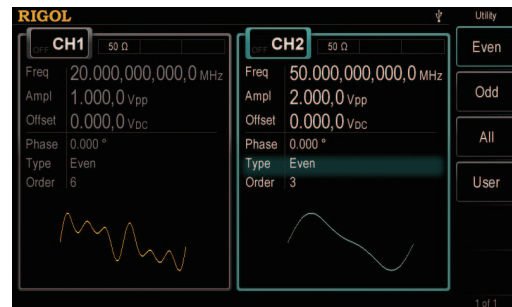 RIGOL
Utility
OFF CH1 50 Ω
Freq 20.000,000,000,0 MHz
Ampl 1.000,0 Vpp
Offset 0.000,0 VDC
Phase 0.000 °
Type Even
Order 6
OFF CH2 50 Ω
Freq 50.000,000,000,0 MHz
Ampl 2.000,0 Vpp
Offset 0.000,0 VDC
Phase 0.000 °
Type Even
Order 3
Even
Odd
All
User
1 of 1